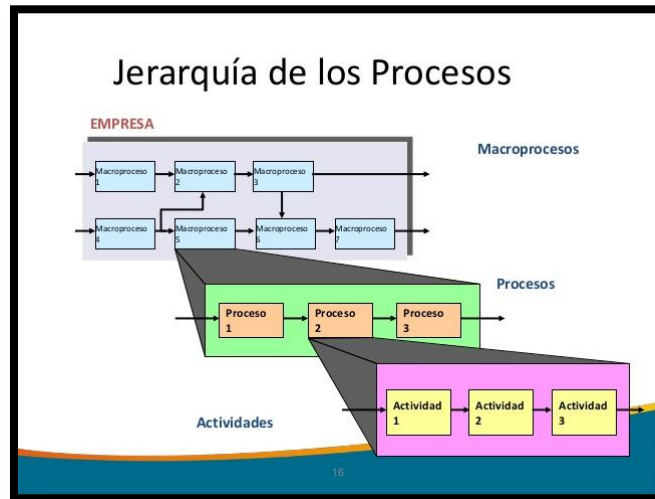 Jerarquía de los Procesos
EMPRESA
Macroprocesos
Macroproceso
1
Macroproceso
2
Macroproceso
3
Macroproceso
4
Macroproceso
5
Macroproceso
6
Macroproceso
7
Procesos
Proceso
1
Proceso
2
Proceso
3
Actividades
Actividad
1
Actividad
2
Actividad
3
16